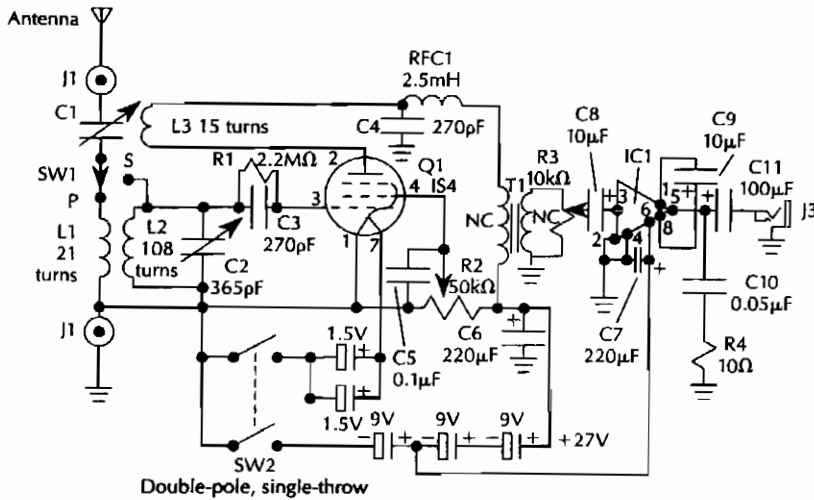 Antenna
J1
C1
SW1
S
P
L1
21
turns
L2
108
turns
L3 15 turns
R1
2.2MΩ
C3
270pF
C2
365pF
J1
2
3
4
1
7
Q1
IS4
RFC1
2.5mH
C4
270pF
T1
NC
NC
R3
10kΩ
C8
10µF
+
3
2
IC1
6
4
1
5
8
+
+
C9
10µF
C11
100µF
J3
C10
0.05µF
R4
10Ω
C7
220µF
+
R2
50kΩ
C5
0.1µF
C6
220µF
+
1.5V
+
+
1.5V
9V
- +
9V
- +
9V
- +
+27V
SW2
Double-pole, single-throw